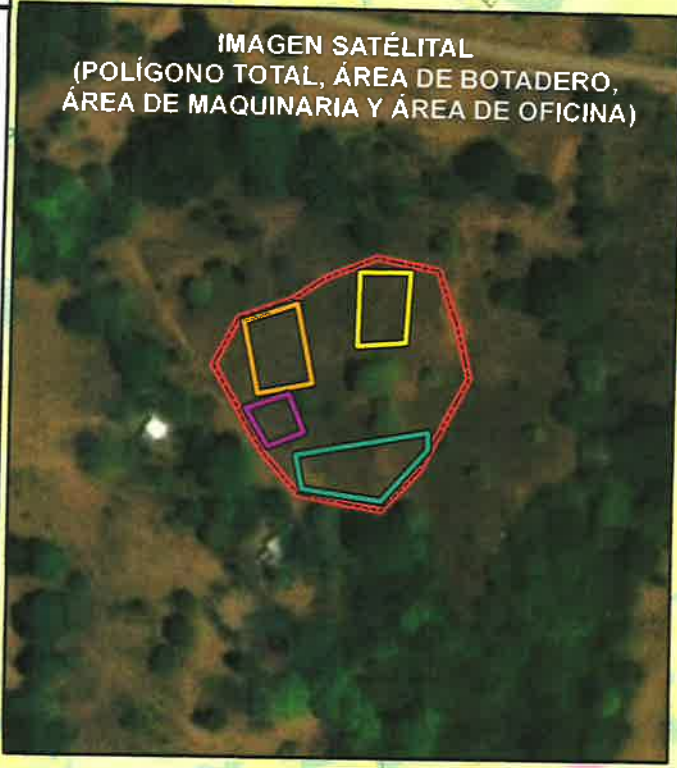 IMAGEN SATÉLITAL
(POLÍGONO TOTAL, ÁREA DE BOTADERO,
ÁREA DE MAQUINARIA Y ÁREA DE OFICINA)